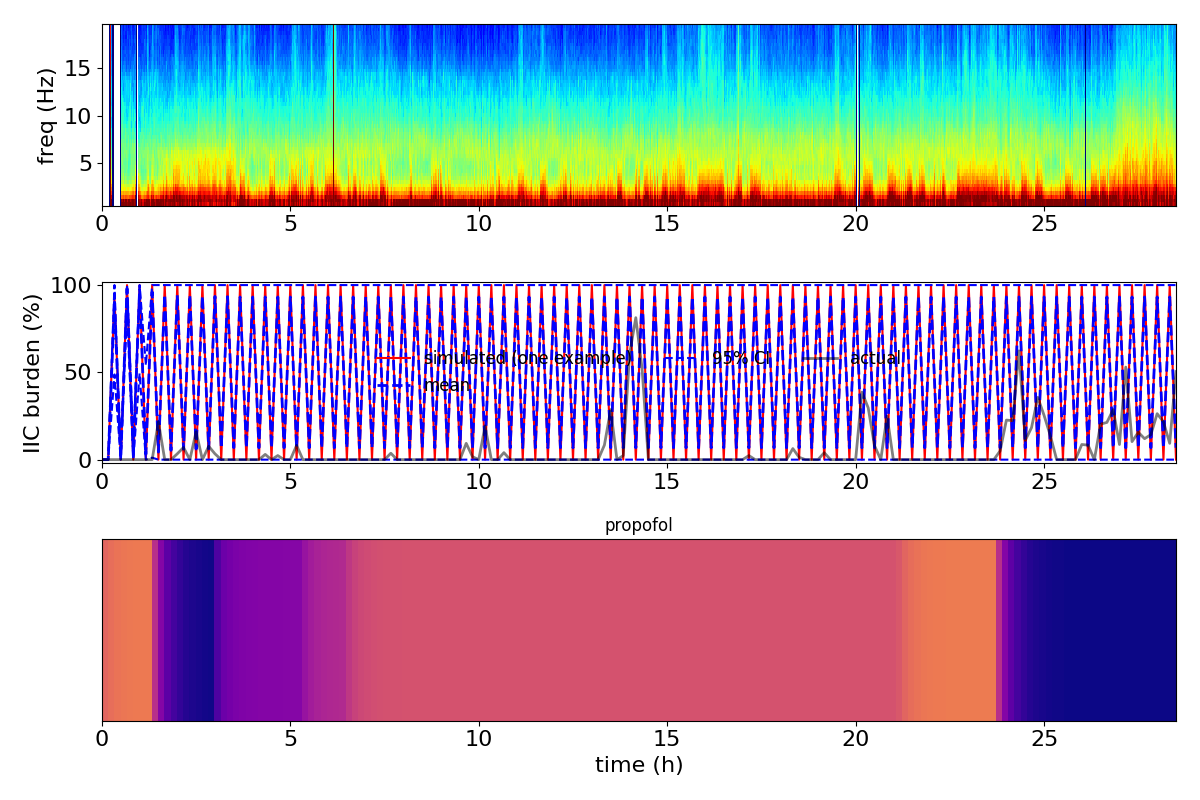 freq (Hz)
15
10
5
0 5 10 15 20 25
IIC burden (%)
100
50
0
simulated (one example) 95% CI actual
mean
0 5 10 15 20 25
propofol
0 5 10 15 20 25
time (h)